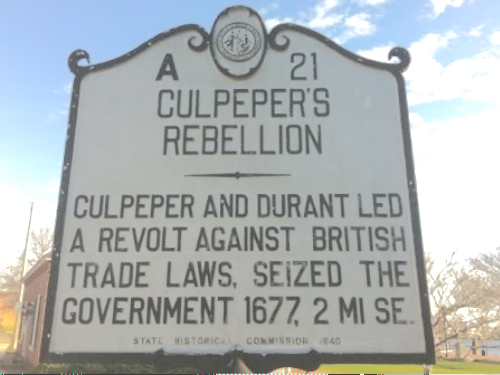 A 21
CULPEPER'S
REBELLION
CULPEPER AND DURANT LED
A REVOLT AGAINST BRITISH
TRADE LAWS, SEIZED THE
GOVERNMENT 1677, 2 MI SE.
STATE HISTORICAL COMMISSION 1940